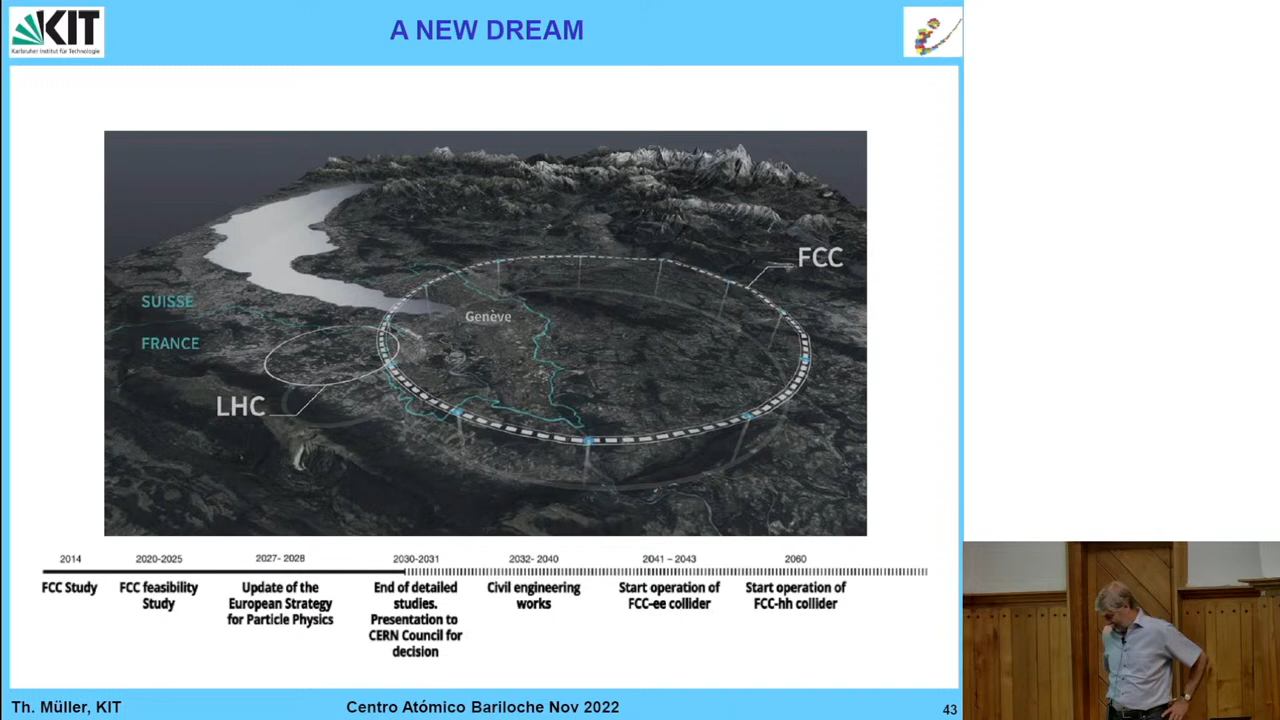 KIT
Karlsruher Institut für Technologie
A NEW DREAM
FCC
SUISSE
Genève
FRANCE
LHC
2014
FCC Study
2020-2025
FCC feasibility
Study
2027- 2028
Update of the
European Strategy
for Particle Physics
2030-2031
End of detailed
studies.
Presentation to
CERN Council for
decision
2032- 2040
Civil engineering
works
2041 – 2043
Start operation of
FCC-ee collider
2060
Start operation of
FCC-hh collider
Th. Müller, KIT
Centro Atómico Bariloche Nov 2022
43